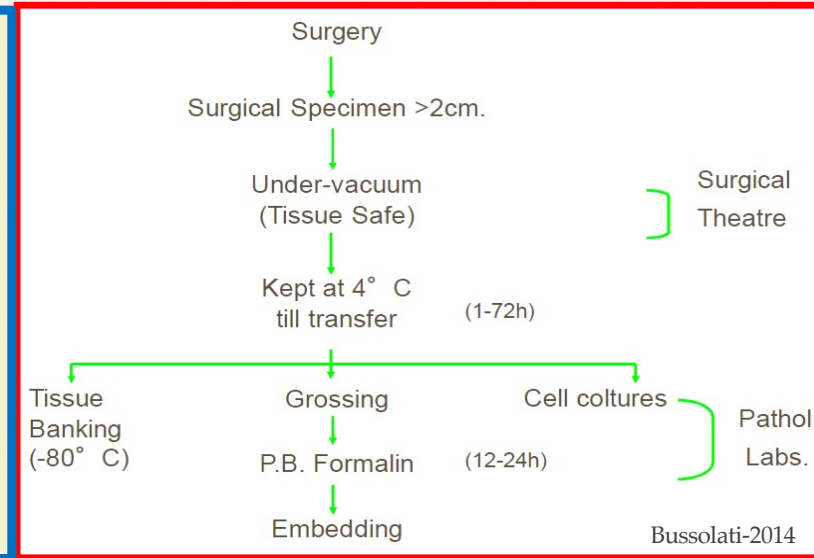 Surgery
Surgical Specimen >2cm.
Under-vacuum
(Tissue Safe)
Surgical
Theatre
Kept at 4° C
till transfer
(1-72h)
Tissue
Banking
(-80° C)
Grossing
Cell coltures
P.B. Formalin
(12-24h)
Pathol
Labs.
Embedding
Bussolati-2014